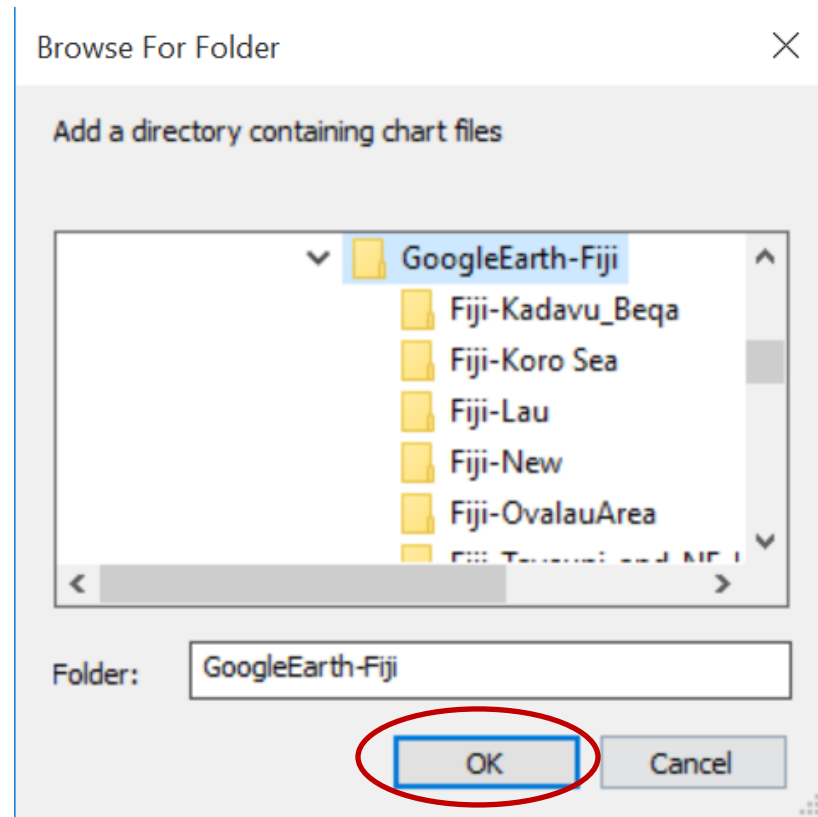 Browse For Folder
Add a directory containing chart files
GoogleEarth-Fiji
Fiji-Kadavu_Beqa
Fiji-Koro Sea
Fiji-Lau
Fiji-New
Fiji-OvalauArea
Folder: GoogleEarth-Fiji
OK Cancel